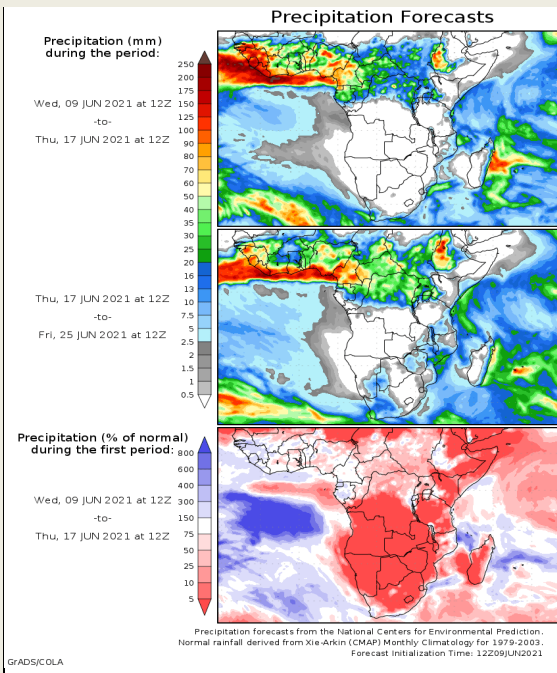 Precipitation Forecasts
Precipitation (mm)
during the period:
Wed, 09 JUN 2021 at 12Z
-to-
Thu, 17 JUN 2021 at 12Z
250
200
175
150
125
100
90
80
70
60
50
40
35
30
25
20
16
13
10
7.5
5
2.5
2
1.5
1
0.5
Thu, 17 JUN 2021 at 12Z
-to-
Fri, 25 JUN 2021 at 12Z
Precipitation (% of normal)
during the first period:
Wed, 09 JUN 2021 at 12Z
-to-
Thu, 17 JUN 2021 at 12Z
800
600
400
300
150
75
50
25
10
5
Precipitation forecasts from the National Centers for Environmental Prediction.
Normal rainfall derived from Xie-Arkin (CMAP) Monthly Climatology for 1979-2003.
Forecast Initialization Time: 12Z09JUN2021
GrADS/COLA